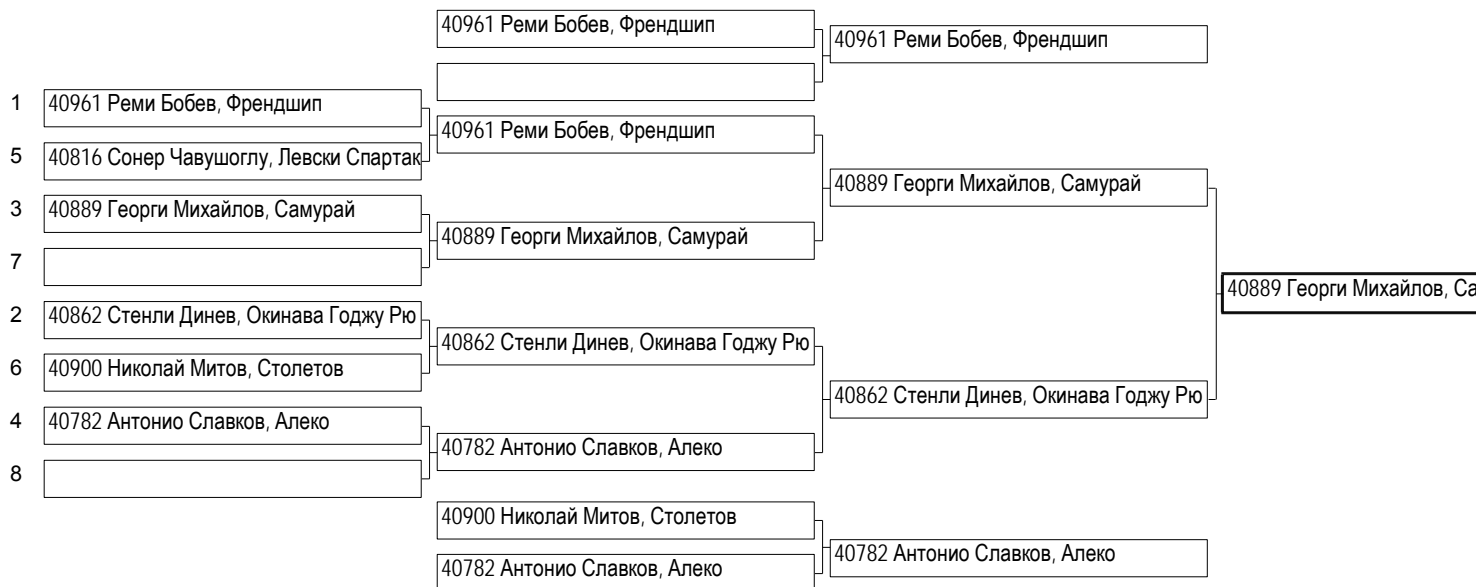 40961 Реми Бобев, Френдшип
40961 Реми Бобев, Френдшип
1 40961 Реми Бобев, Френдшип
40961 Реми Бобев, Френдшип
5 40816 Сонер Чавушоглу, Левски Спартак
40889 Георги Михайлов, Самурай
3 40889 Георги Михайлов, Самурай
40889 Георги Михайлов, Самурай
7
40889 Георги Михайлов, Са
2 40862 Стенли Динев, Окинава Годжу Рю
40862 Стенли Динев, Окинава Годжу Рю
6 40900 Николай Митов, Столетов
40862 Стенли Динев, Окинава Годжу Рю
4 40782 Антонио Славков, Алеко
40782 Антонио Славков, Алеко
8
40900 Николай Митов, Столетов
40782 Антонио Славков, Алеко
40782 Антонио Славков, Алеко